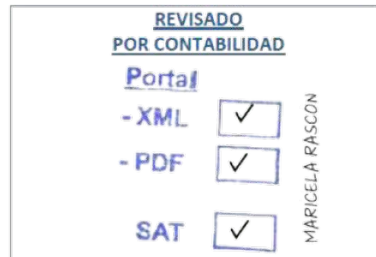 REVISADO
POR CONTABILIDAD
Portal
- XML ✓
- PDF ✓
SAT ✓
MARICELA RASCON